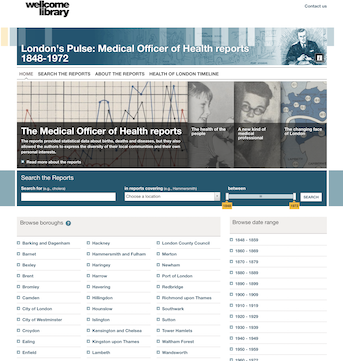 wellcome
library
Contact us
London's Pulse: Medical Officer of Health reports
1848-1972
HOME SEARCH THE REPORTS ABOUT THE REPORTS HEALTH OF LONDON TIMELINE
The Medical Officer of Health reports
The reports provided statistical data about births, deaths and diseases, but they also
allowed the authors to express the diversity of their local communities and their own
personal interests.
Read more about the reports
The health of the
people
A new kind of
medical
professional
The changing face
of London
Search the Reports
Search for (e.g., cholera)
in reports covering (e.g., Hammersmith)
between
Choose a location
SEARCH
Browse boroughs ?
Browse date range
Barking and Dagenham
Barnet
Bexley
Brent
Bromley
Camden
City of London
City of Westminster
Croydon
Ealing
Enfield
Hackney
Hammersmith and Fulham
Haringey
Harrow
Havering
Hillingdon
Hounslow
Islington
Kensington and Chelsea
Kingston upon Thames
Lambeth
London County Council
Merton
Newham
Port of London
Redbridge
Richmond upon Thames
Southwark
Sutton
Tower Hamlets
Waltham Forest
Wandsworth
1848 - 1859
1860 - 1869
1870 - 1879
1880 - 1889
1890 - 1899
1900 - 1909
1910 - 1919
1920 - 1929
1930 - 1939
1940 - 1949
1950 - 1959
1960 - 1972